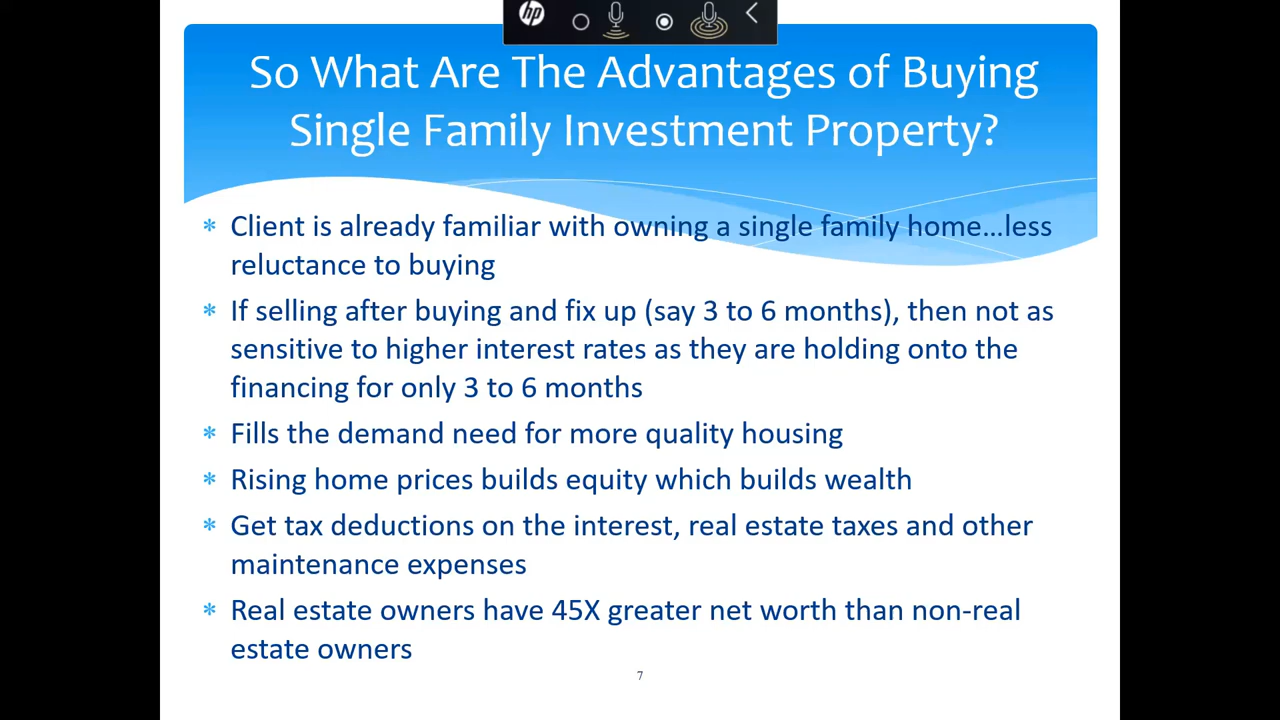 hp
So What Are The Advantages of Buying
Single Family Investment Property?
* Client is already familiar with owning a single family home...less
reluctance to buying
* If selling after buying and fix up (say 3 to 6 months), then not as
sensitive to higher interest rates as they are holding onto the
financing for only 3 to 6 months
* Fills the demand need for more quality housing
* Rising home prices builds equity which builds wealth
* Get tax deductions on the interest, real estate taxes and other
maintenance expenses
* Real estate owners have 45X greater net worth than non-real
estate owners
7